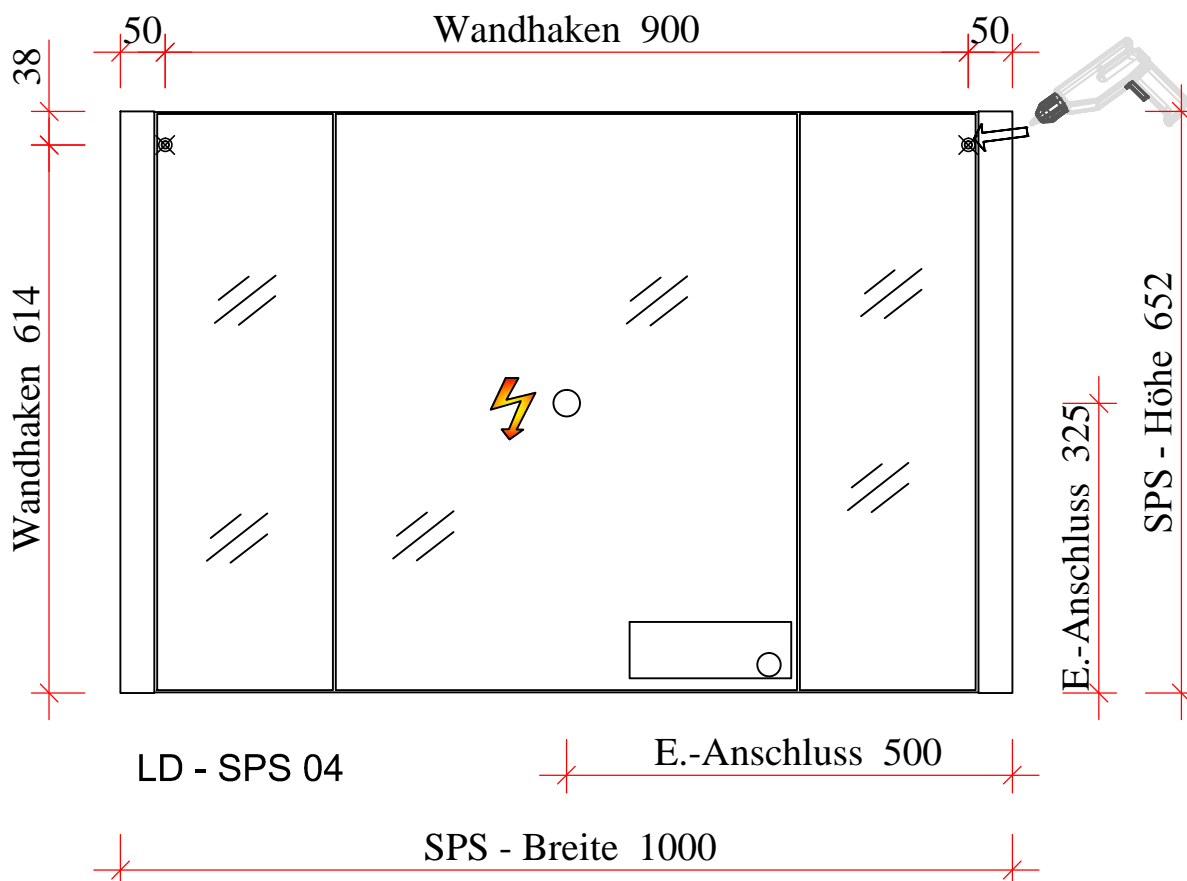 50
Wandhaken 900
50
38
Wandhaken 614
SPS - Höhe 652
E.-Anschluss 325
E.-Anschluss 500
LD - SPS 04
SPS - Breite 1000